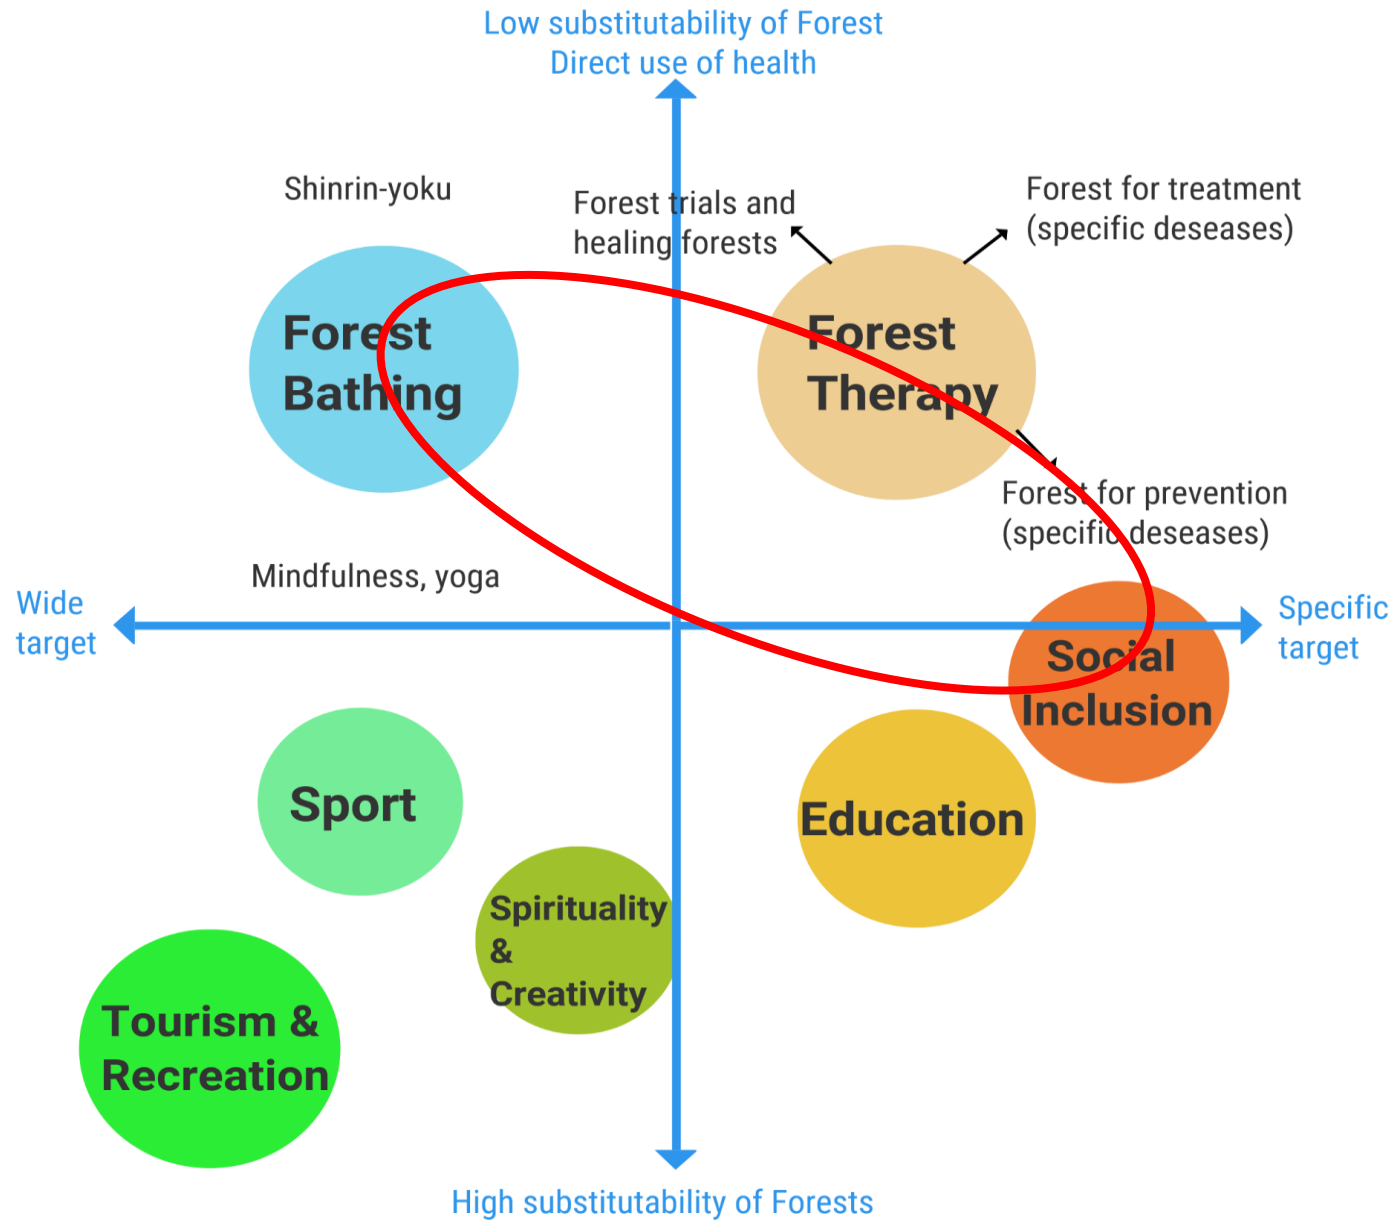 Low substitutability of Forest
Direct use of health
Shinrin-yoku
Forest trials and
healing forests
Forest for treatment
(specific deseases)
Forest
Bathing
Forest
Therapy
Forest for prevention
(specific deseases)
Mindfulness, yoga
Wide
target
Specific
target
Social
Inclusion
Sport
Education
Spirituality
&
Creativity
Tourism &
Recreation
High substitutability of Forests